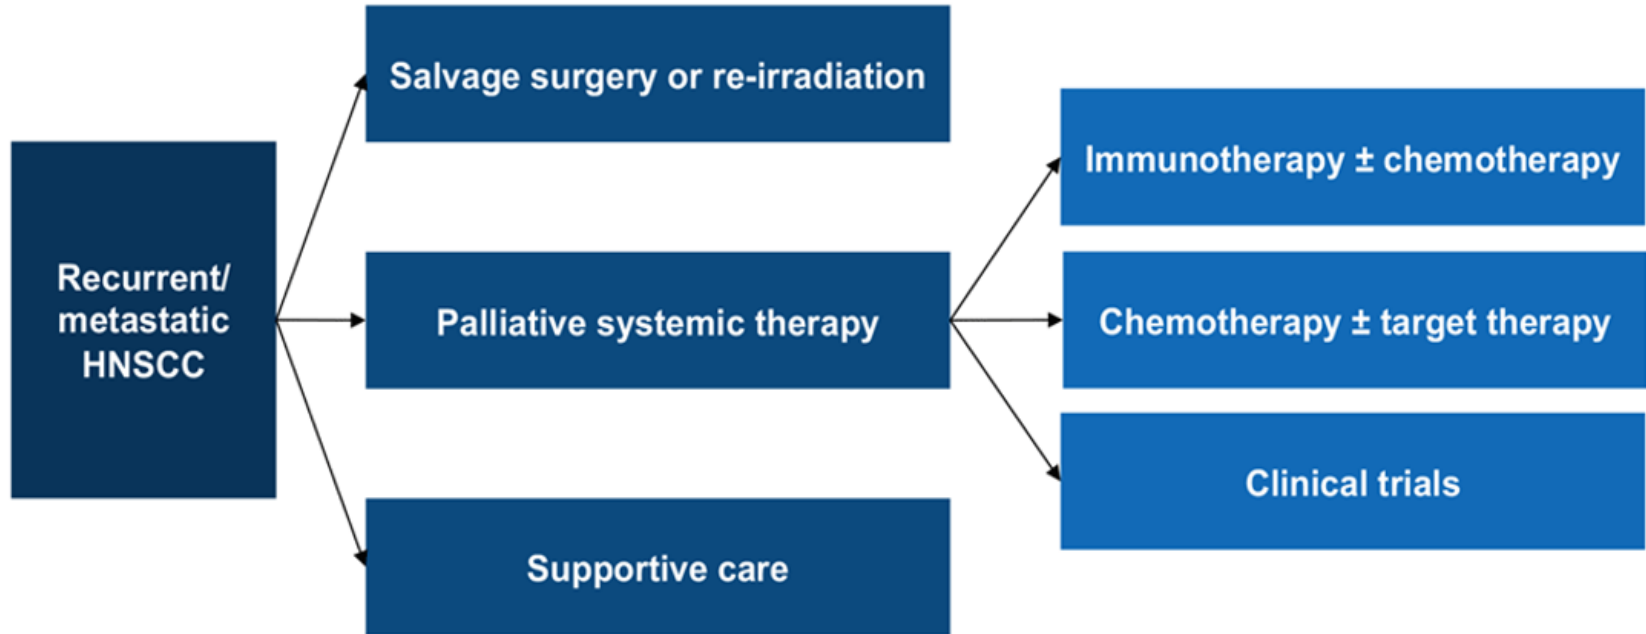 Recurrent/
metastatic
HNSCC
Salvage surgery or re-irradiation
Palliative systemic therapy
Supportive care
Immunotherapy ± chemotherapy
Chemotherapy ± target therapy
Clinical trials